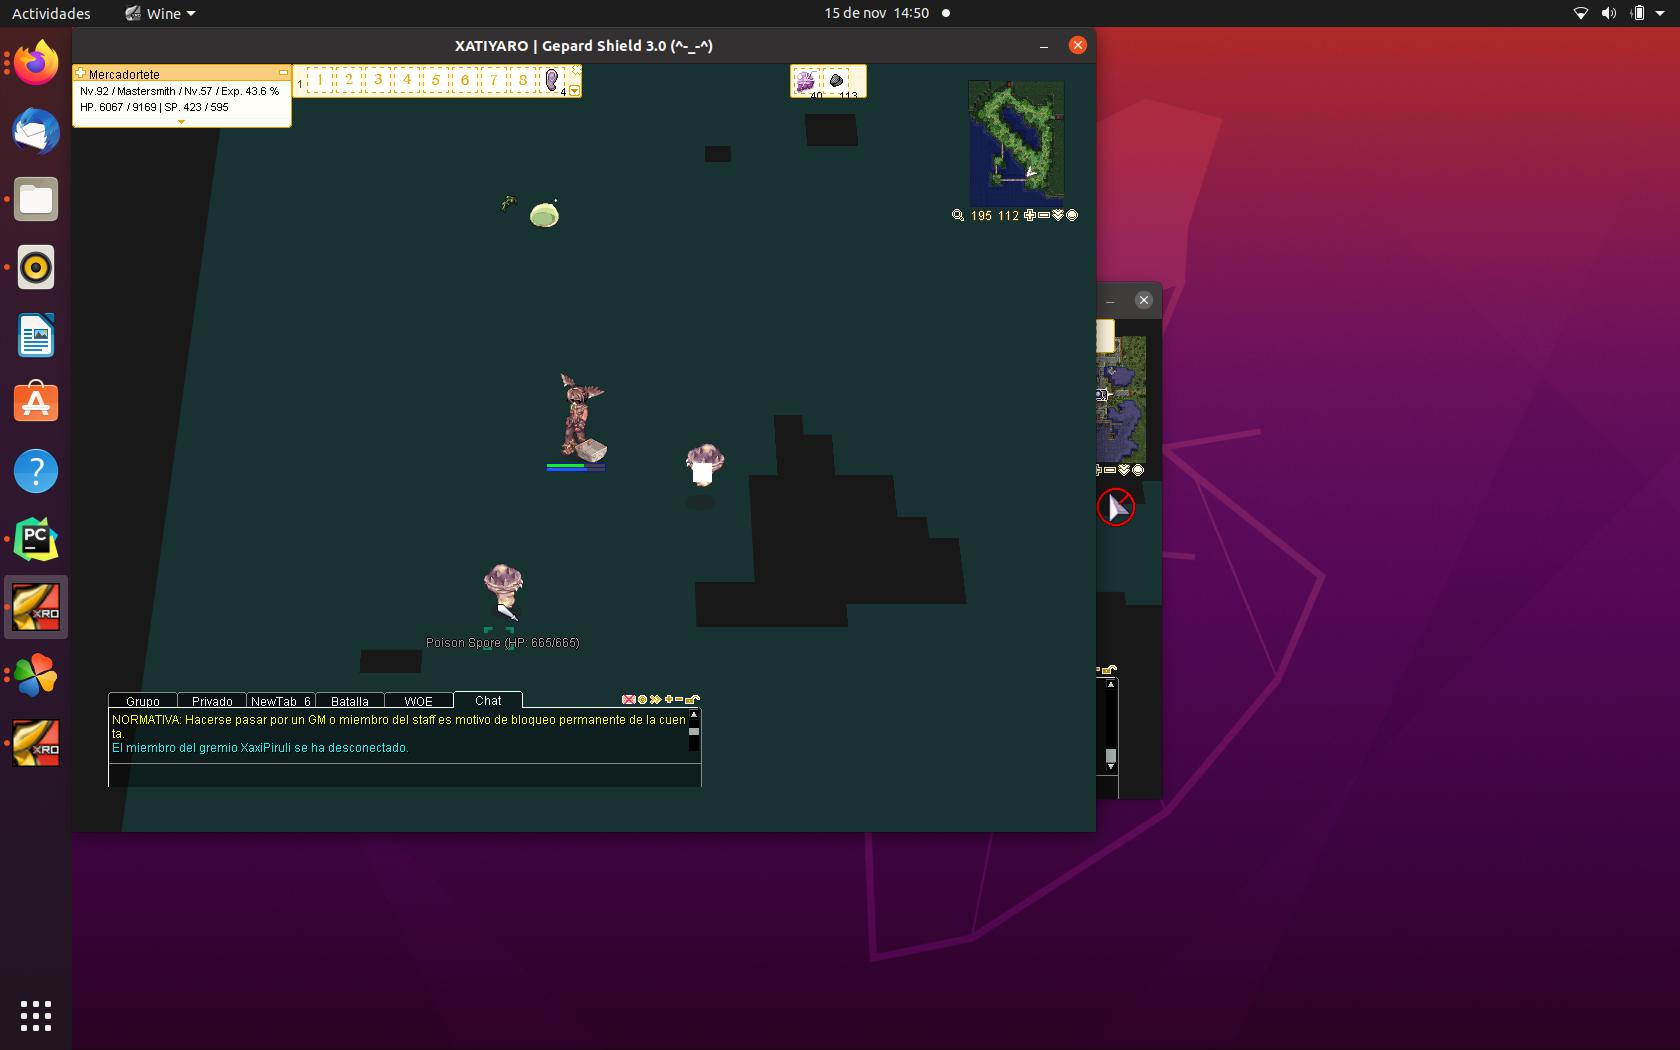 Actividades
Wine
15 de nov 14:50
XATIYARO | Gepard Shield 3.0 (^-_-^)
Mercadortete
Nv.92 / Mastersmith / Nv.57 / Exp. 43.6 %
HP. 6067 / 9169 | SP. 423 / 595
1
1 2 3 4 5 6 7 8
4
40 113
195 112
PC
XRO
XRO
Poison Spore (HP: 665/665)
Grupo Privado NewTab_6 Batalla WOE Chat
NORMATIVA: Hacerse pasar por un GM o miembro del staff es motivo de bloqueo permanente de la cuen
ta.
El miembro del gremio XaxiPiruli se ha desconectado.